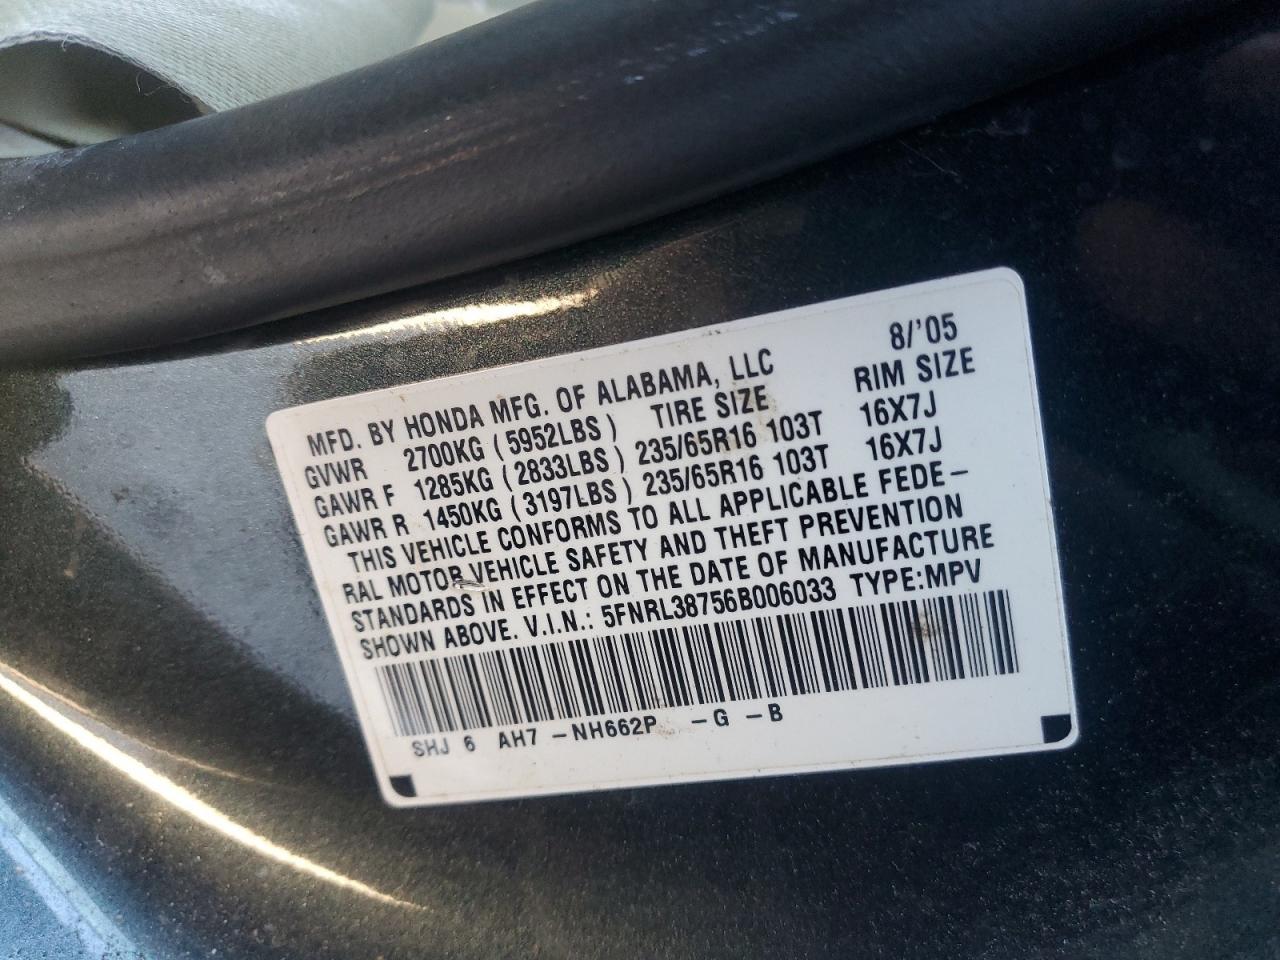 8/'05
MFD. BY HONDA MFG. OF ALABAMA, LLC RIM SIZE
GVWR 2700KG (5952LBS) TIRE SIZE 16X7J
GAWR F 1285KG (2833LBS) 235/65R16 103T 16X7J
GAWR R 1450KG (3197LBS) 235/65R16 103T
THIS VEHICLE CONFORMS TO ALL APPLICABLE FEDE-
RAL MOTOR VEHICLE SAFETY AND THEFT PREVENTION
STANDARDS IN EFFECT ON THE DATE OF MANUFACTURE
SHOWN ABOVE. V.I.N.: 5FNRL38756B006033 TYPE:MPV
SHJ 6 AH7 -NH662P -G -B